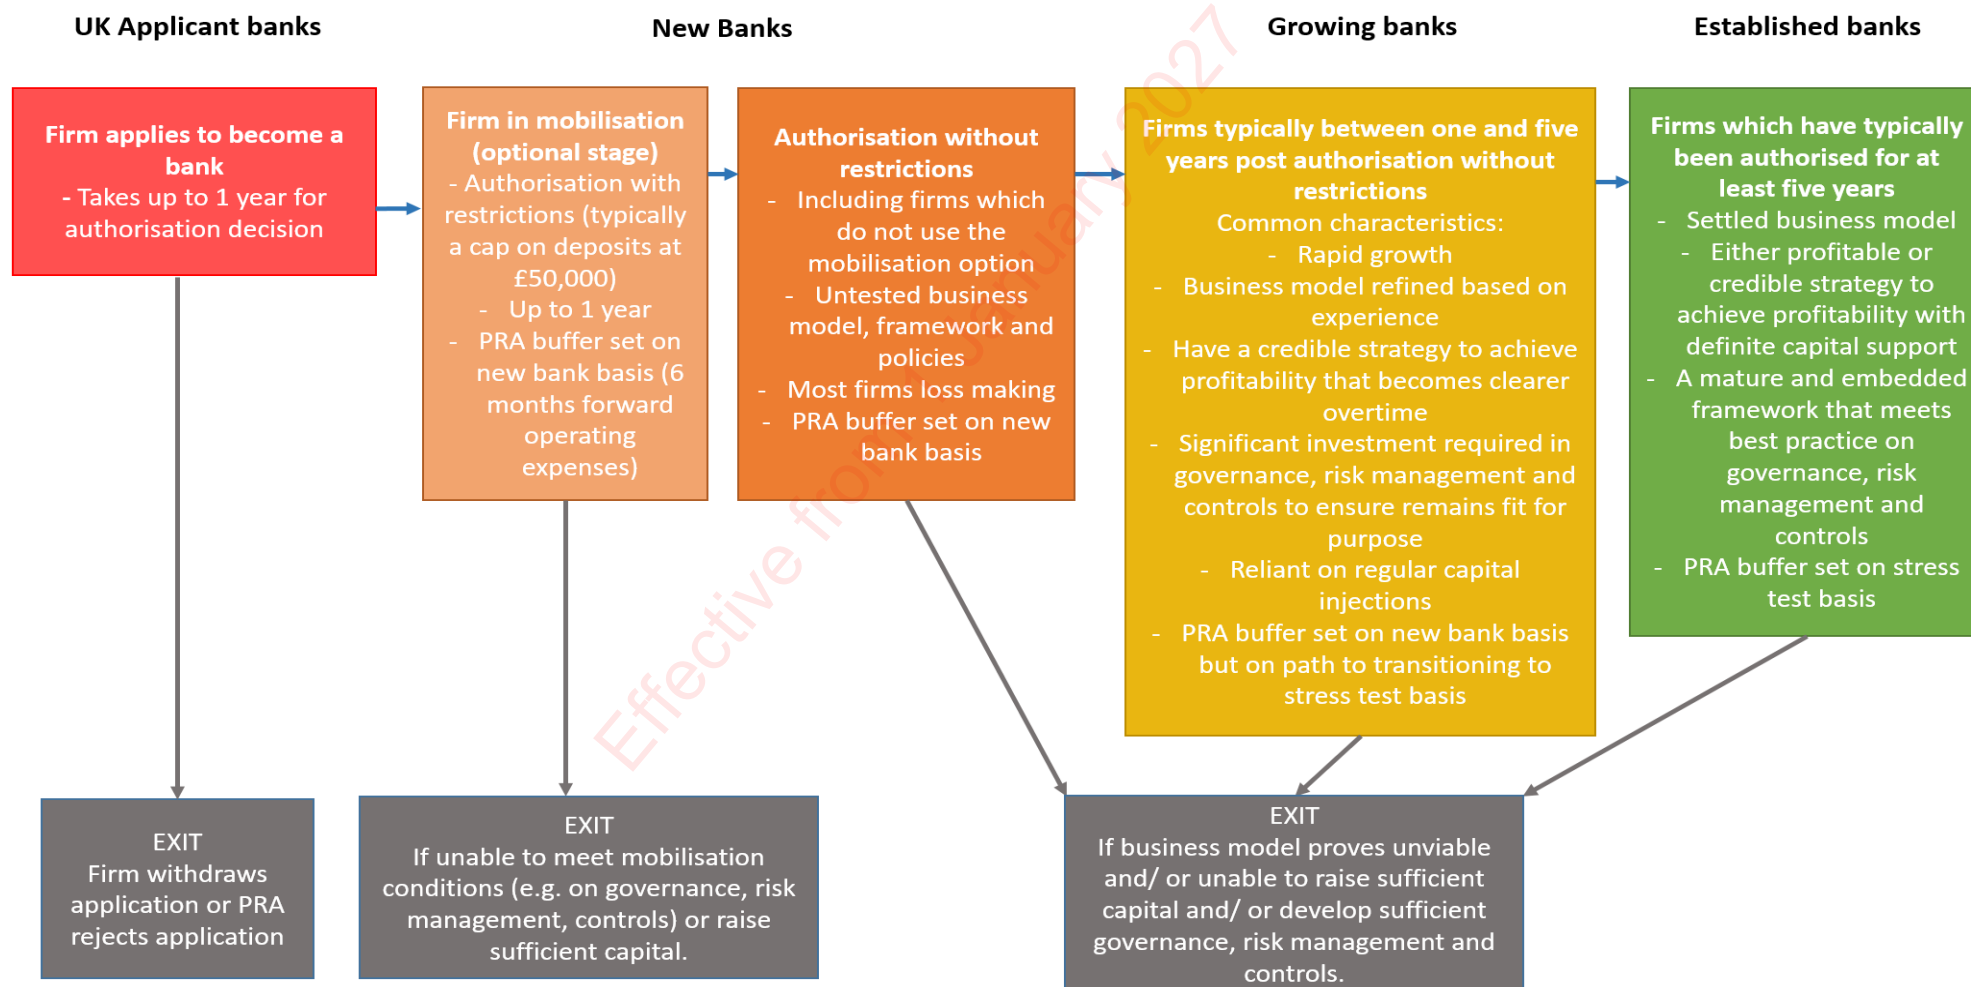 UK Applicant banks
New Banks
Growing banks
Established banks
Firm applies to become a
bank
- Takes up to 1 year for
authorisation decision
Firm in mobilisation
(optional stage)
- Authorisation with
restrictions (typically
a cap on deposits at
£50,000)
- Up to 1 year
- PRA buffer set on
new bank basis (6
months forward
operating
expenses)
Authorisation without
restrictions
- Including firms which
do not use the
mobilisation option
- Untested business
model, framework and
policies
- Most firms loss making
- PRA buffer set on new
bank basis
Firms typically between one and five
years post authorisation without
restrictions
Common characteristics:
- Rapid growth
- Business model refined based on
experience
- Have a credible strategy to achieve
profitability that becomes clearer
overtime
- Significant investment required in
governance, risk management and
controls to ensure remains fit for
purpose
- Reliant on regular capital
injections
- PRA buffer set on new bank basis
but on path to transitioning to
stress test basis
Firms which have typically
been authorised for at
least five years
- Settled business model
- Either profitable or
credible strategy to
achieve profitability with
definite capital support
- A mature and embedded
framework that meets
best practice on
governance, risk
management and
controls
- PRA buffer set on stress
test basis
EXIT
Firm withdraws
application or PRA
rejects application
EXIT
If unable to meet mobilisation
conditions (e.g. on governance, risk
management, controls) or raise
sufficient capital.
EXIT
If business model proves unviable
and/ or unable to raise sufficient
capital and/ or develop sufficient
governance, risk management and
controls.
Effective from 1 January 2027